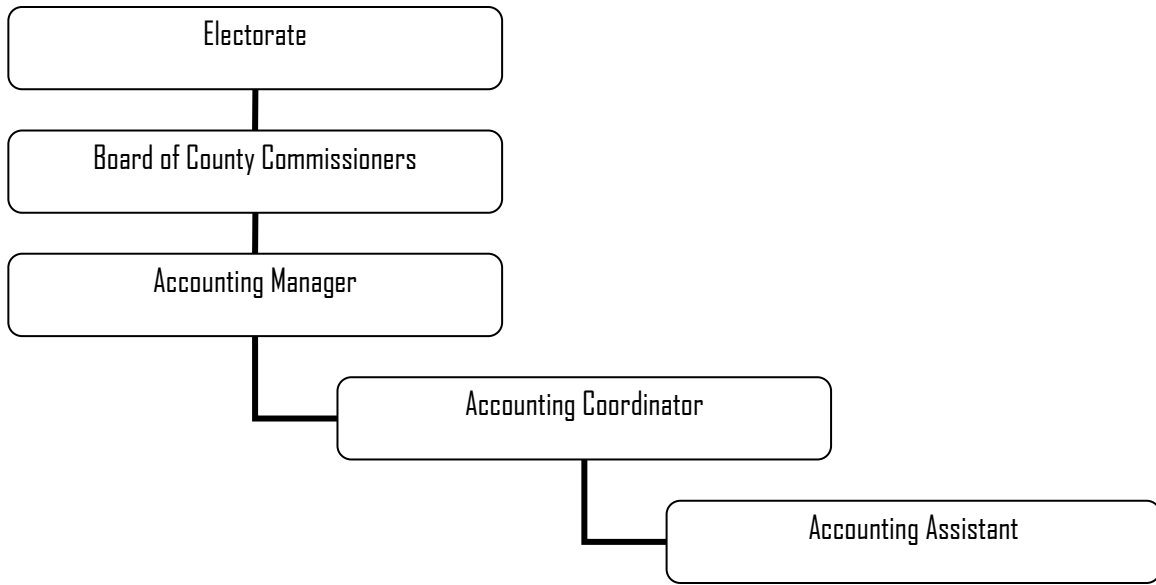 Electorate
Board of County Commissioners
Accounting Manager
Accounting Coordinator
Accounting Assistant